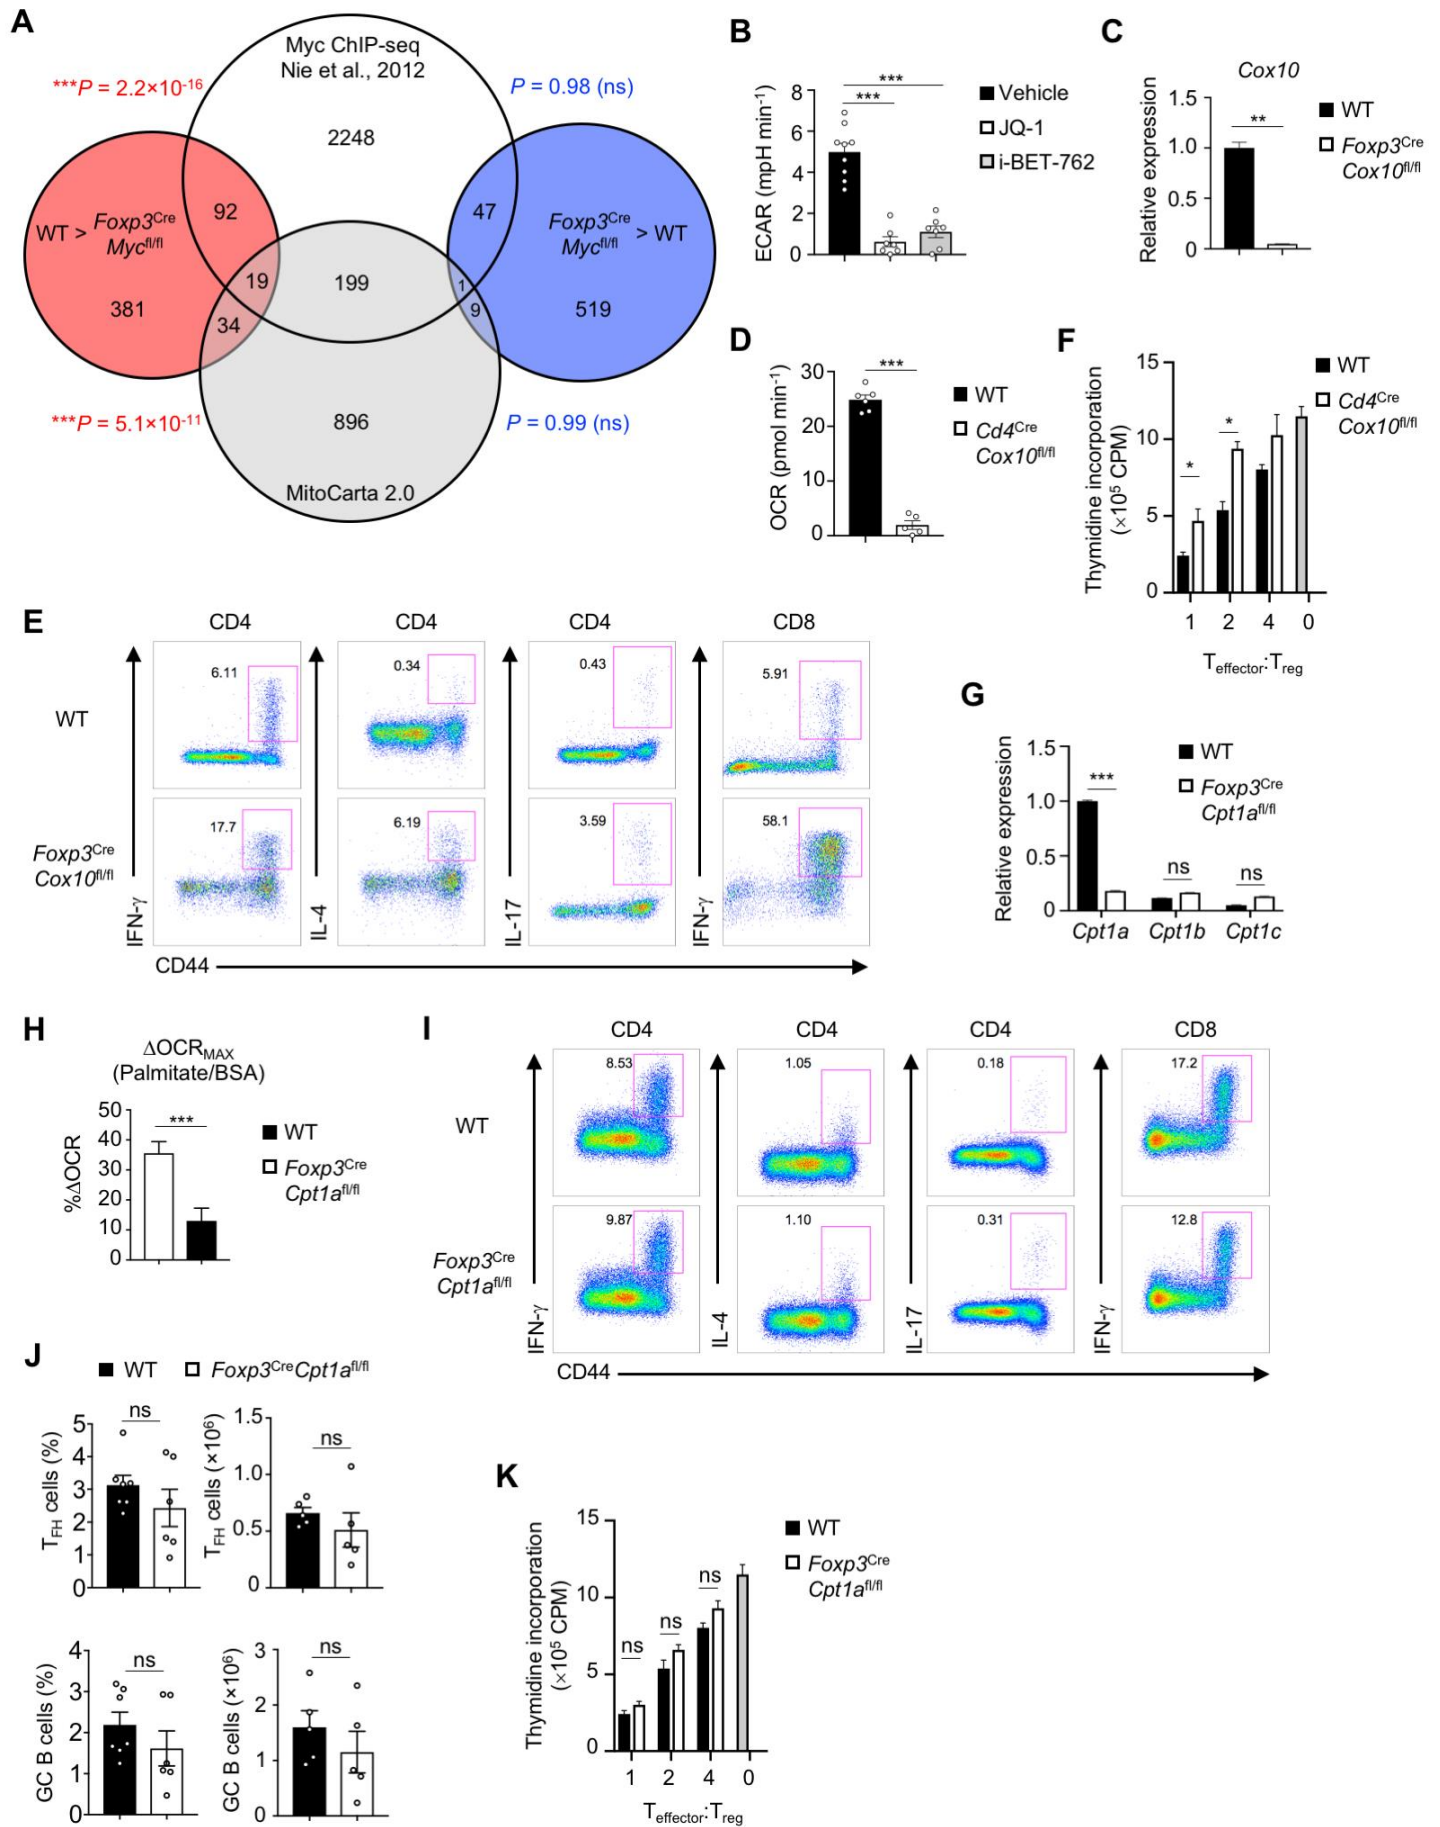 A
Myc ChIP-seq
Nie et al., 2012
***P = 2.2×10-16
P = 0.98 (ns)
2248
92
47
WT > Foxp3Cre Mycfl/fl
Foxp3Cre Mycfl/fl > WT
19
199
1
381
34
9
519
***P = 5.1×10-11
896
P = 0.99 (ns)
MitoCarta 2.0
B
ECAR (mpH min-1)
8
6
4
2
0
***
***
Vehicle
JQ-1
i-BET-762
C
Cox10
Relative expression
1.5
1.0
0.5
0
**
WT
Foxp3Cre
Cox10fl/fl
D
OCR (pmol min-1)
30
20
10
0
***
WT
Cd4Cre
Cox10fl/fl
F
Thymidine incorporation
(×105 CPM)
15
10
5
0
*
*
1 2 4 0
Teffector:Treg
WT
Cd4Cre
Cox10fl/fl
E
CD4 CD4 CD4 CD8
WT
6.11 0.34 0.43 5.91
Foxp3Cre
Cox10fl/fl
17.7 6.19 3.59 58.1
IFN-γ IL-4 IL-17 IFN-γ
CD44
G
Relative expression
1.5
1.0
0.5
0
***
ns
ns
Cpt1a Cpt1b Cpt1c
WT
Foxp3Cre
Cpt1afl/fl
H
ΔOCRMAX
(Palmitate/BSA)
%ΔOCR
50
40
30
20
10
0
***
WT
Foxp3Cre
Cpt1afl/fl
I
CD4 CD4 CD4 CD8
WT
8.53 1.05 0.18 17.2
Foxp3Cre
Cpt1afl/fl
9.87 1.10 0.31 12.8
IFN-γ IL-4 IL-17 IFN-γ
CD44
J
WT Foxp3CreCpt1afl/fl
TFH cells (%)
5
4
3
2
1
0
ns
TFH cells (×106)
1.5
1.0
0.5
0
ns
GC B cells (%)
4
3
2
1
0
ns
GC B cells (×106)
3
2
1
0
ns
K
Thymidine incorporation
(×105 CPM)
15
10
5
0
ns
ns
ns
1 2 4 0
Teffector:Treg
WT
Foxp3Cre
Cpt1afl/fl